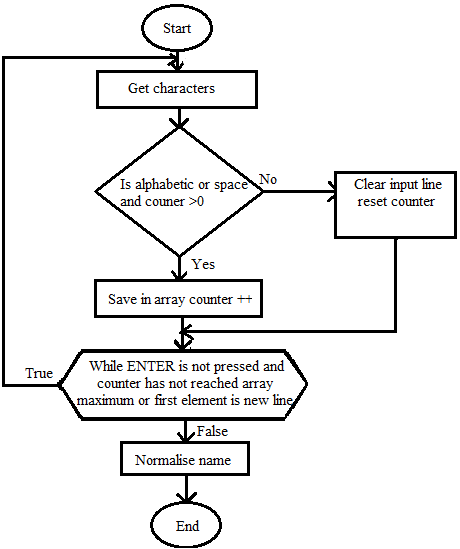 Start
Get characters
Is alphabetic or space
and couner >0
No
Clear input line
reset counter
Yes
Save in array counter ++
True
While ENTER is not pressed and
counter has not reached array
maximum or first element is new line
False
Normalise name
End